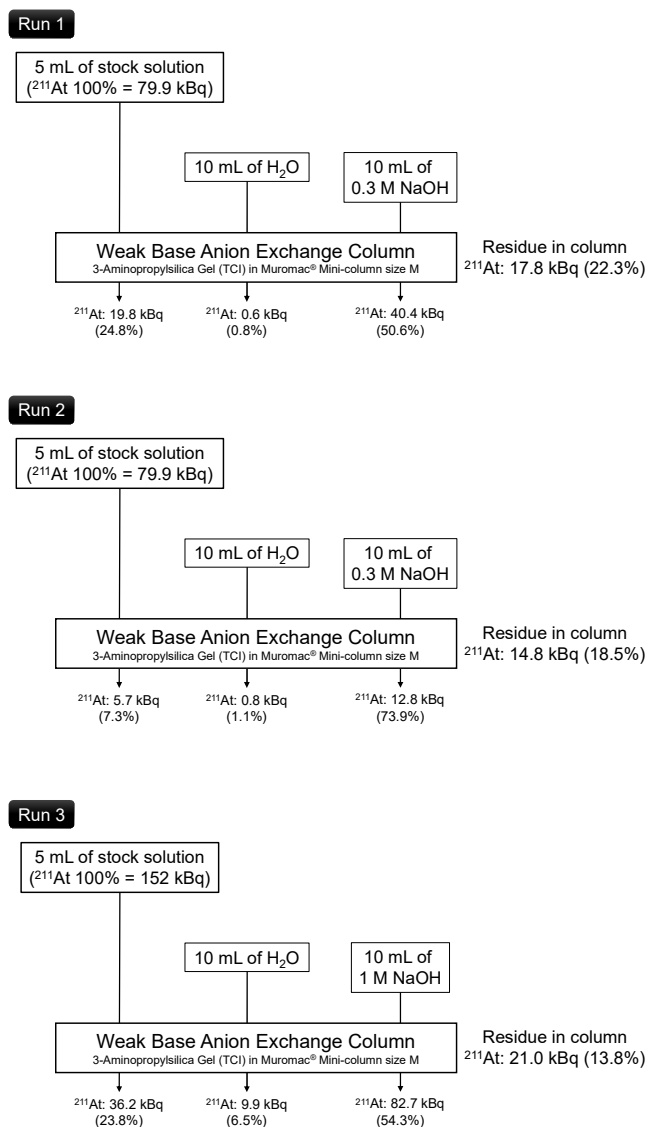 Run 1
5 mL of stock solution
(²¹¹At 100% = 79.9 kBq)
10 mL of H₂O
10 mL of
0.3 M NaOH
Weak Base Anion Exchange Column
3-Aminopropylsilica Gel (TCI) in Muromac® Mini-column size M
Residue in column
²¹¹At: 17.8 kBq (22.3%)
²¹¹At: 19.8 kBq
(24.8%)
²¹¹At: 0.6 kBq
(0.8%)
²¹¹At: 40.4 kBq
(50.6%)
Run 2
5 mL of stock solution
(²¹¹At 100% = 79.9 kBq)
10 mL of H₂O
10 mL of
0.3 M NaOH
Weak Base Anion Exchange Column
3-Aminopropylsilica Gel (TCI) in Muromac® Mini-column size M
Residue in column
²¹¹At: 14.8 kBq (18.5%)
²¹¹At: 5.7 kBq
(7.3%)
²¹¹At: 0.8 kBq
(1.1%)
²¹¹At: 12.8 kBq
(73.9%)
Run 3
5 mL of stock solution
(²¹¹At 100% = 152 kBq)
10 mL of H₂O
10 mL of
1 M NaOH
Weak Base Anion Exchange Column
3-Aminopropylsilica Gel (TCI) in Muromac® Mini-column size M
Residue in column
²¹¹At: 21.0 kBq (13.8%)
²¹¹At: 36.2 kBq
(23.8%)
²¹¹At: 9.9 kBq
(6.5%)
²¹¹At: 82.7 kBq
(54.3%)